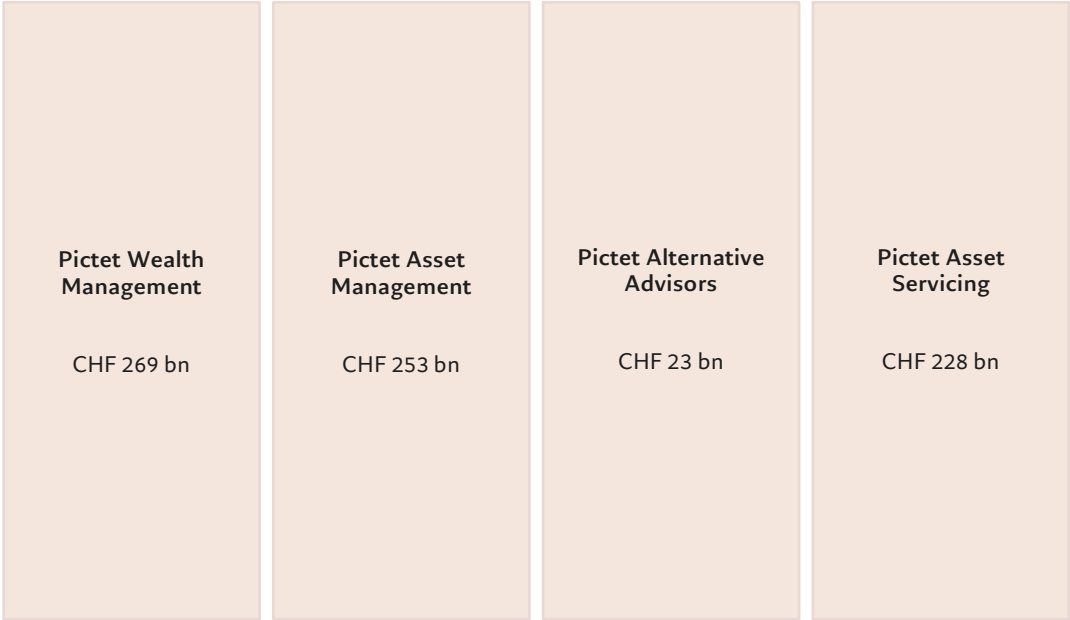 Pictet Wealth
Management
CHF 269 bn
Pictet Asset
Management
CHF 253 bn
Pictet Alternative
Advisors
CHF 23 bn
Pictet Asset
Servicing
CHF 228 bn